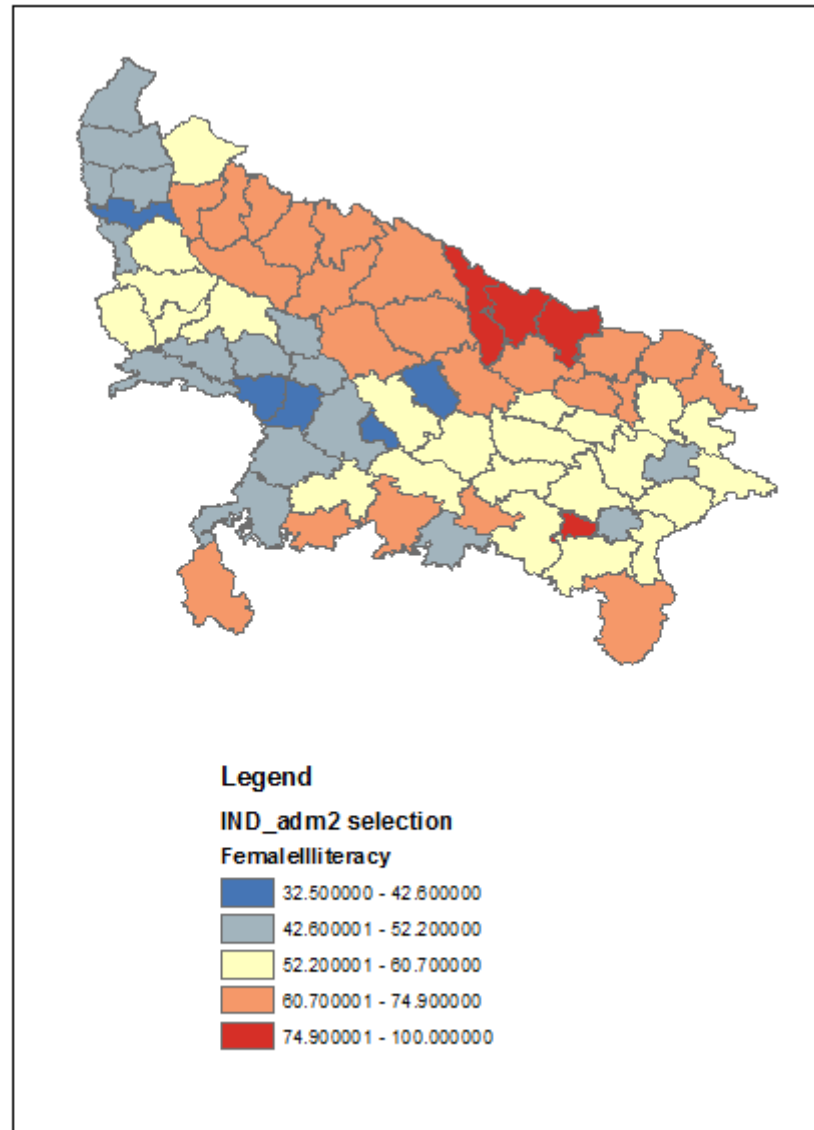 Legend
IND_adm2 selection
FemaleIlliteracy
32.500000 - 42.600000
42.600001 - 52.200000
52.200001 - 60.700000
60.700001 - 74.900000
74.900001 - 100.000000